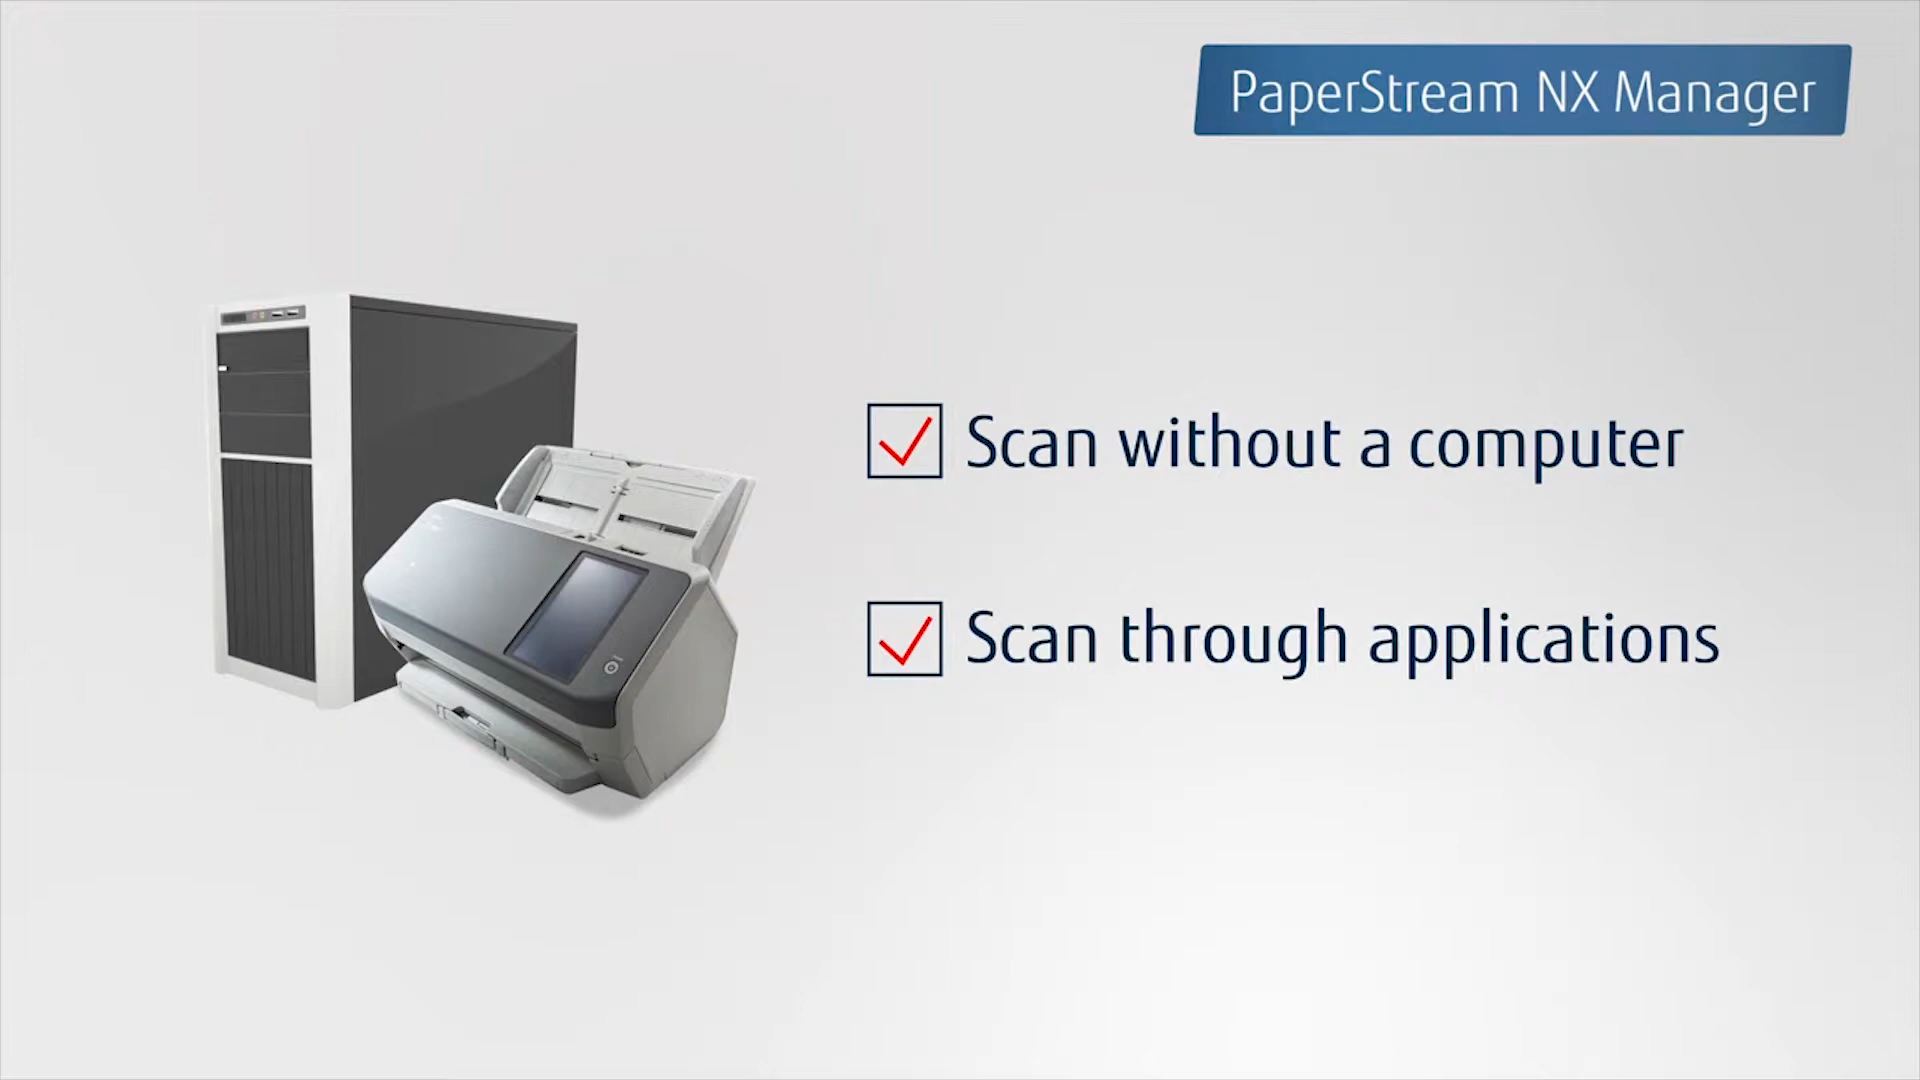 PaperStream NX Manager
Scan without a computer
Scan through applications